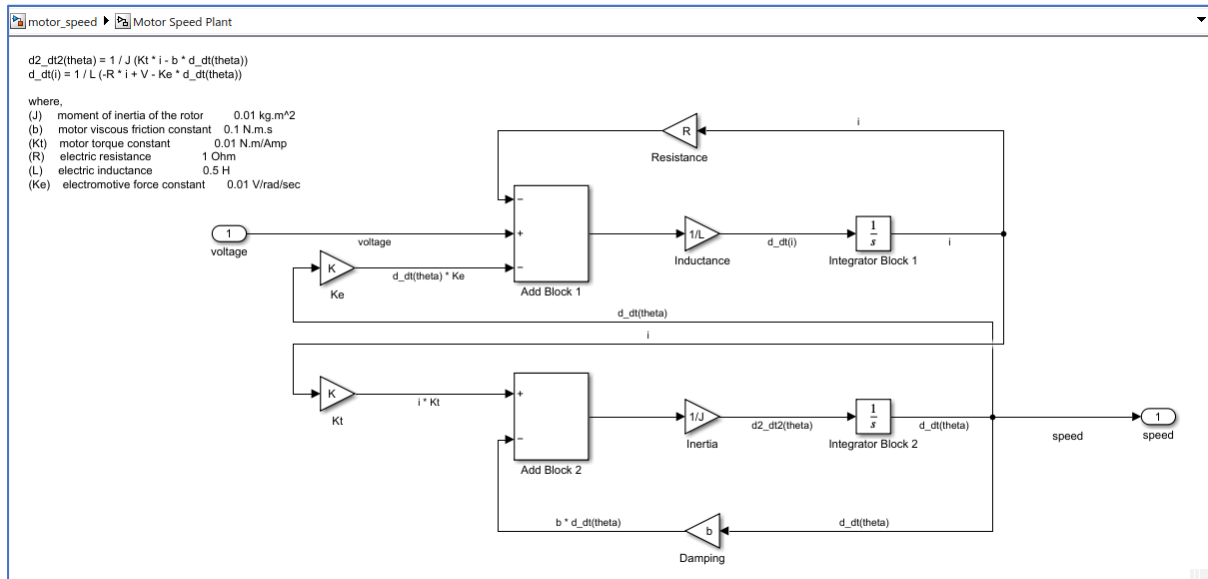 motor_speed Motor Speed Plant
d2_dt2(theta) = 1 / J (Kt * i - b * d_dt(theta))
d_dt(i) = 1 / L (-R * i + V - Ke * d_dt(theta))
where,
(J) moment of inertia of the rotor 0.01 kg.m^2
(b) motor viscous friction constant 0.1 N.m.s
(Kt) motor torque constant 0.01 N.m/Amp
(R) electric resistance 1 Ohm
(L) electric inductance 0.5 H
(Ke) electromotive force constant 0.01 V/rad/sec
i
R
Resistance
−
1
voltage
voltage
+
1/L
Inductance
d_dt(i)
1
s
Integrator Block 1
i
K
Ke
d_dt(theta) * Ke
−
Add Block 1
d_dt(theta)
i
K
Kt
i * Kt
+
−
Add Block 2
1/J
Inertia
d2_dt2(theta)
1
s
Integrator Block 2
d_dt(theta)
speed
1
speed
b * d_dt(theta)
b
Damping
d_dt(theta)